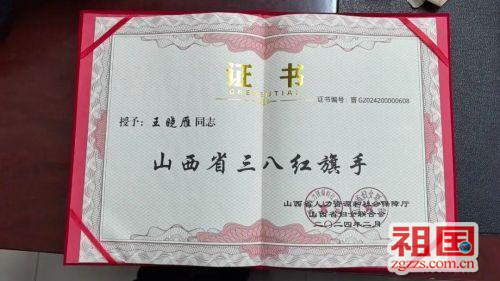 证书
CREDENTIAL
证书编号：晋G2024200000608
授予：王晓雁同志
山西省三八红旗手
山西省人力资源和社会保障厅
山西省妇女联合会
二〇二四年二月
祖国
zgzzs.com.cn